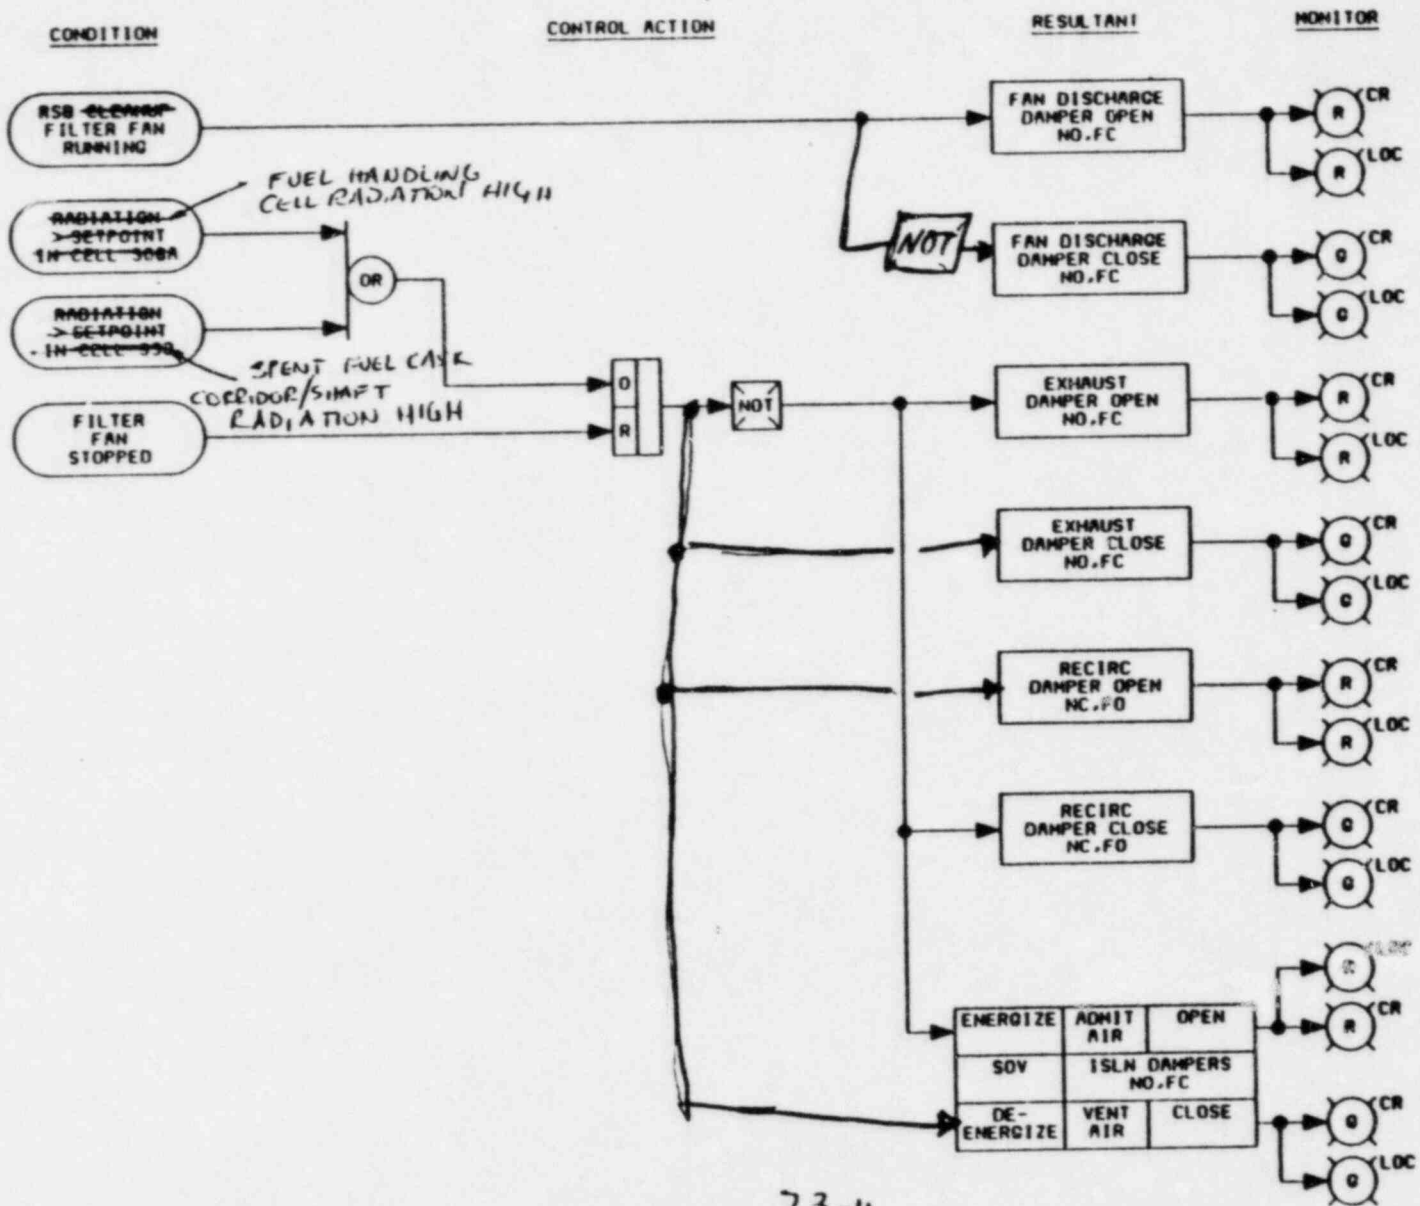 CONDITION
CONTROL ACTION
RESULTANT
MONITOR
RSB CLEANUP
FILTER FAN
RUNNING
FAN DISCHARGE
DAMPER OPEN
NO.FC
R CR
R LOC
FUEL HANDLING
CELL RADIATION HIGH
RADIATION
> SETPOINT
IN CELL 308A
OR
NOT
FAN DISCHARGE
DAMPER CLOSE
NO.FC
G CR
G LOC
RADIATION
> SETPOINT
IN CELL
SPENT FUEL CASK
CORRIDOR/SHAFT
RADIATION HIGH
FILTER
FAN
STOPPED
O
R
NOT
EXHAUST
DAMPER OPEN
NO.FC
R CR
R LOC
EXHAUST
DAMPER CLOSE
NO.FC
G CR
G LOC
RECIRC
DAMPER OPEN
NC.FO
R CR
R LOC
RECIRC
DAMPER CLOSE
NC.FO
G CR
G LOC
ENERGIZE ADMIT AIR OPEN
SOV ISLN DAMPERS NO.FC
DE-ENERGIZE VENT AIR CLOSE
R CR
G CR
G LOC